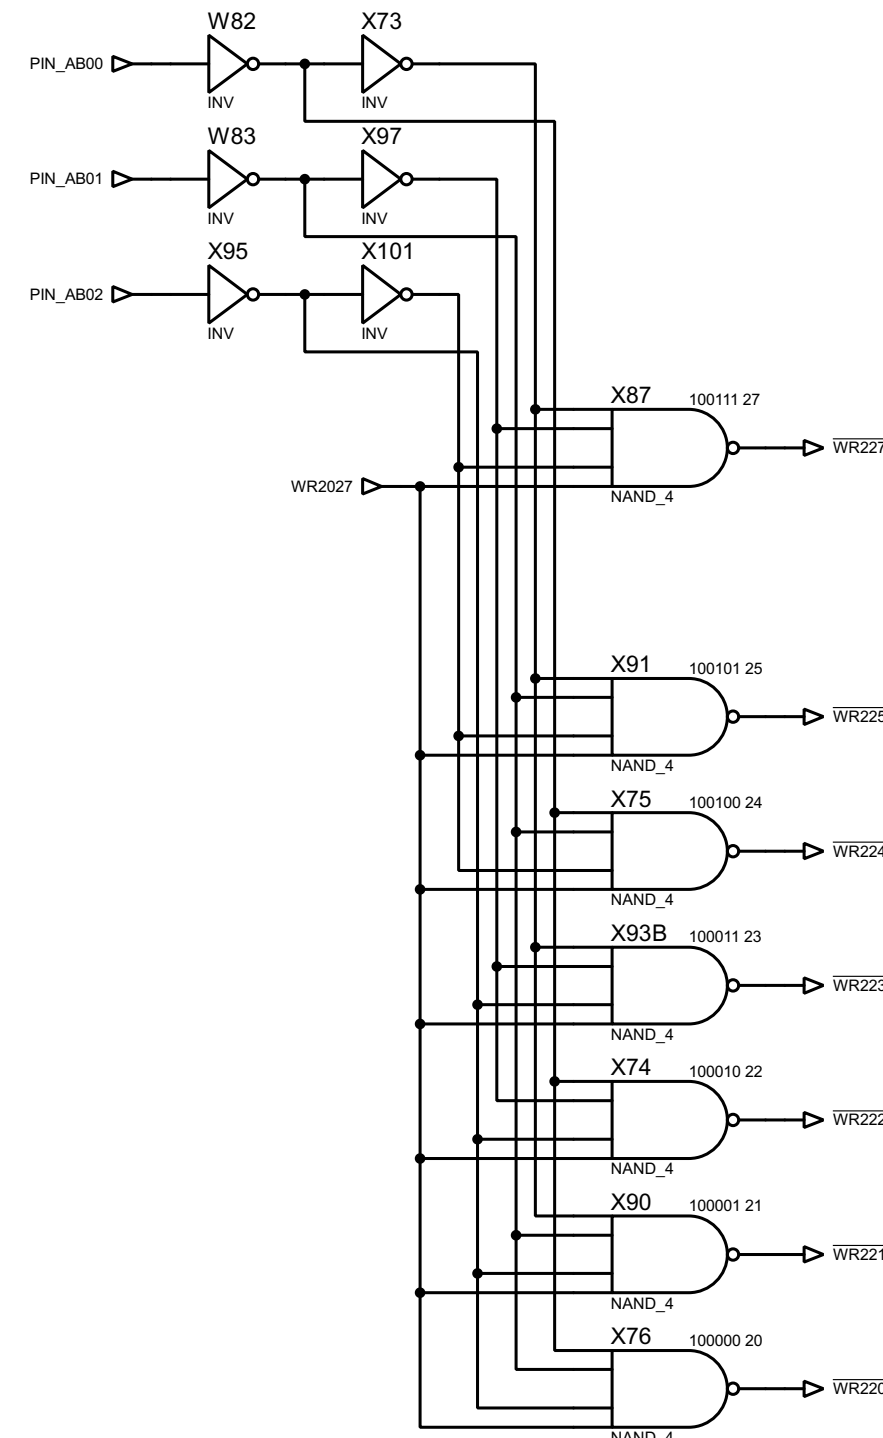 W82 X73
PIN_AB00
INV INV
W83 X97
PIN_AB01
INV INV
X95 X101
PIN_AB02
INV INV
X87 100111 27
WR227
WR2027
NAND_4
X91 100101 25
WR225
NAND_4
X75 100100 24
WR224
NAND_4
X93B 100011 23
WR223
NAND_4
X74 100010 22
WR222
NAND_4
X90 100001 21
WR221
NAND_4
X76 100000 20
WR220
NAND_4